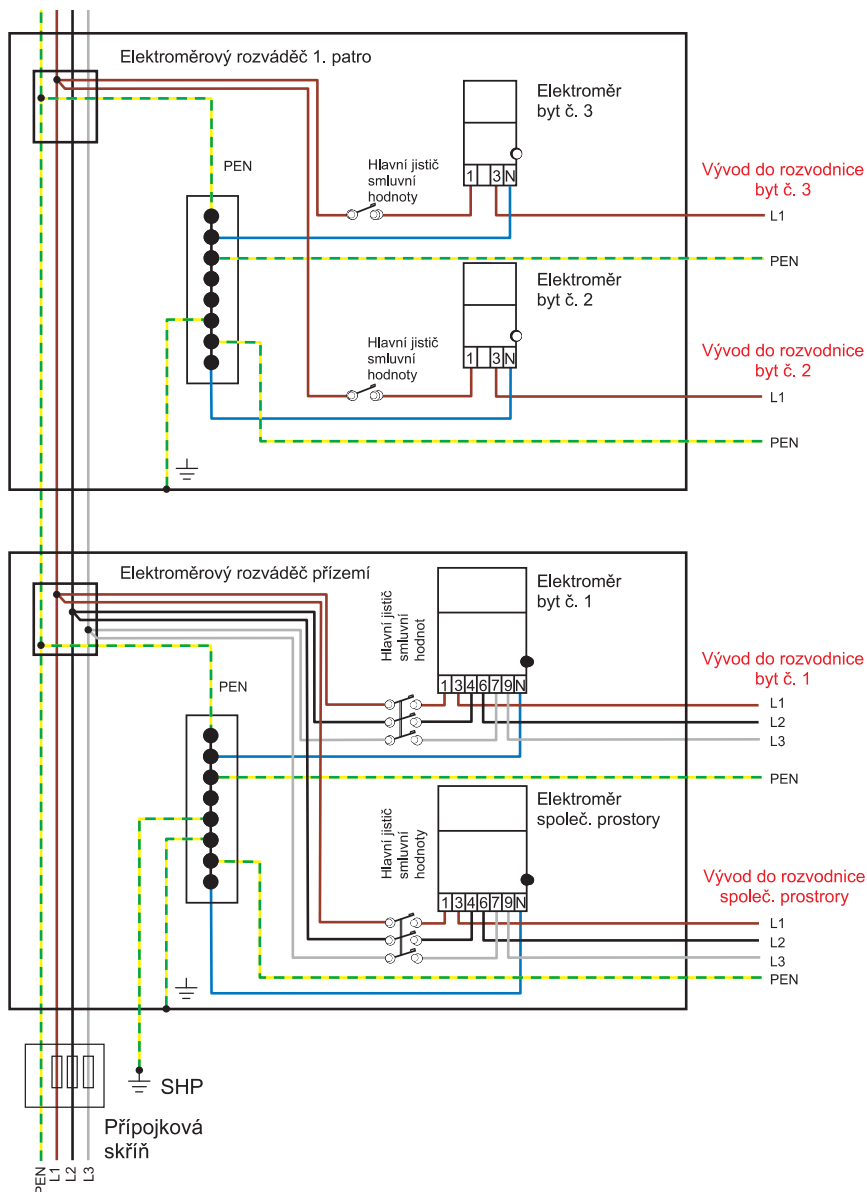 Elektroměrový rozváděč 1. patro
Elektroměr
byt č. 3
PEN
Hlavní jistič
smluvní
hodnoty
1 3 N
Vývod do rozvodnice
byt č. 3
L1
PEN
Elektroměr
byt č. 2
Hlavní jistič
smluvní
hodnoty
1 3 N
Vývod do rozvodnice
byt č. 2
L1
PEN
Elektroměrový rozváděč přízemí
Elektroměr
byt č. 1
Hlavní jistič
smluvní
hodnot
PEN
1 3 4 6 7 9 N
Vývod do rozvodnice
byt č. 1
L1
L2
L3
PEN
Elektroměr
společ. prostory
Hlavní jistič
smluvní
hodnoty
1 3 4 6 7 9 N
Vývod do rozvodnice
společ. prostrory
L1
L2
L3
PEN
SHP
Přípojková
skříň
PEN
L1
L2
L3